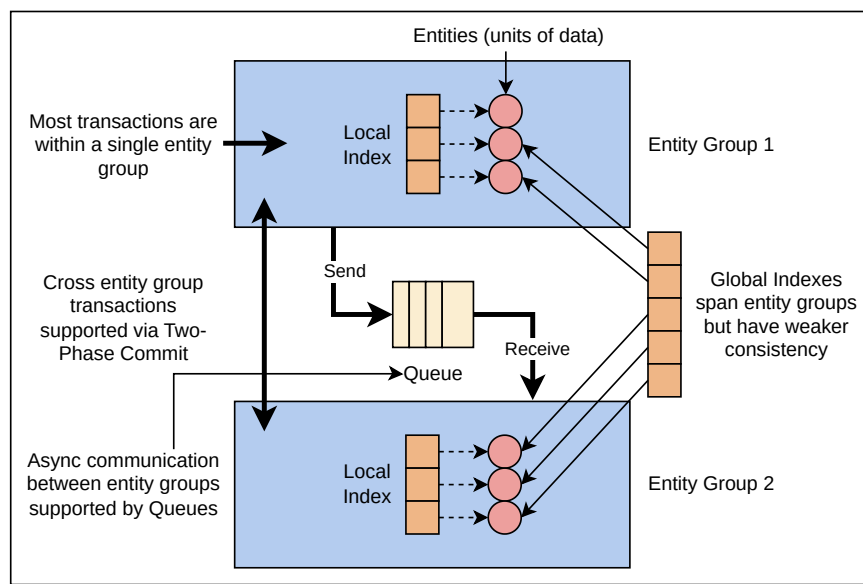 Entities (units of data)
Most transactions are
within a single entity
group
Local
Index
Entity Group 1
Send
Cross entity group
transactions
supported via Two-
Phase Commit
Global Indexes
span entity groups
but have weaker
consistency
Receive
Queue
Async communication
between entity groups
supported by Queues
Local
Index
Entity Group 2